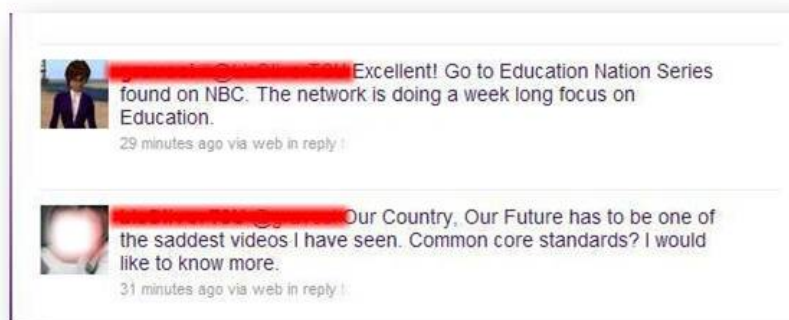 Excellent! Go to Education Nation Series
found on NBC. The network is doing a week long focus on
Education.
29 minutes ago via web in reply
Our Country, Our Future has to be one of
the saddest videos I have seen. Common core standards? I would
like to know more.
31 minutes ago via web in reply